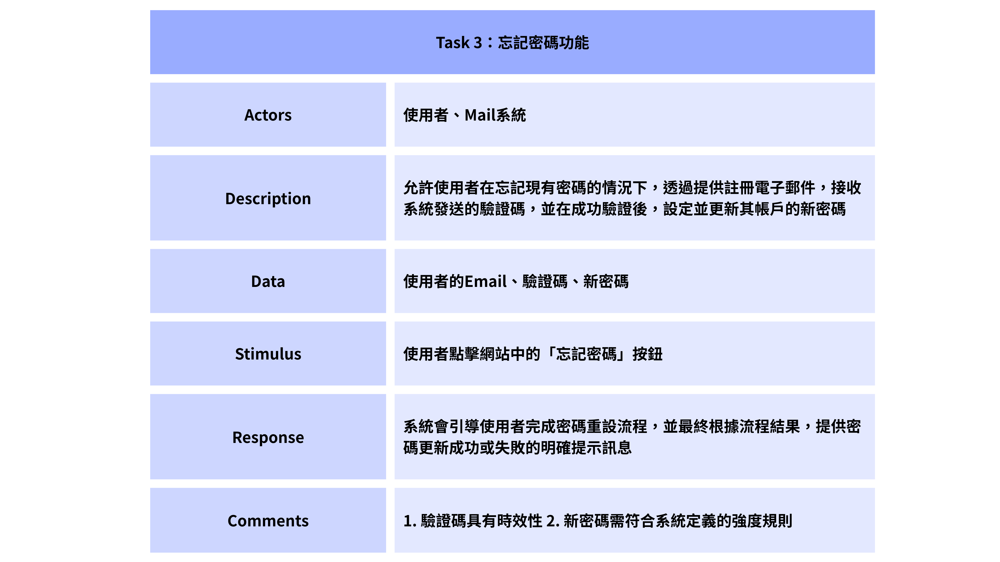 Task 3：忘記密碼功能
Actors
使用者、Mail系統
Description
允許使用者在忘記現有密碼的情況下，透過提供註冊電子郵件，接收
系統發送的驗證碼，並在成功驗證後，設定並更新其帳戶的新密碼
Data
使用者的Email、驗證碼、新密碼
Stimulus
使用者點擊網站中的「忘記密碼」按鈕
Response
系統會引導使用者完成密碼重設流程，並最終根據流程結果，提供密
碼更新成功或失敗的明確提示訊息
Comments
1. 驗證碼具有時效性 2. 新密碼需符合系統定義的強度規則